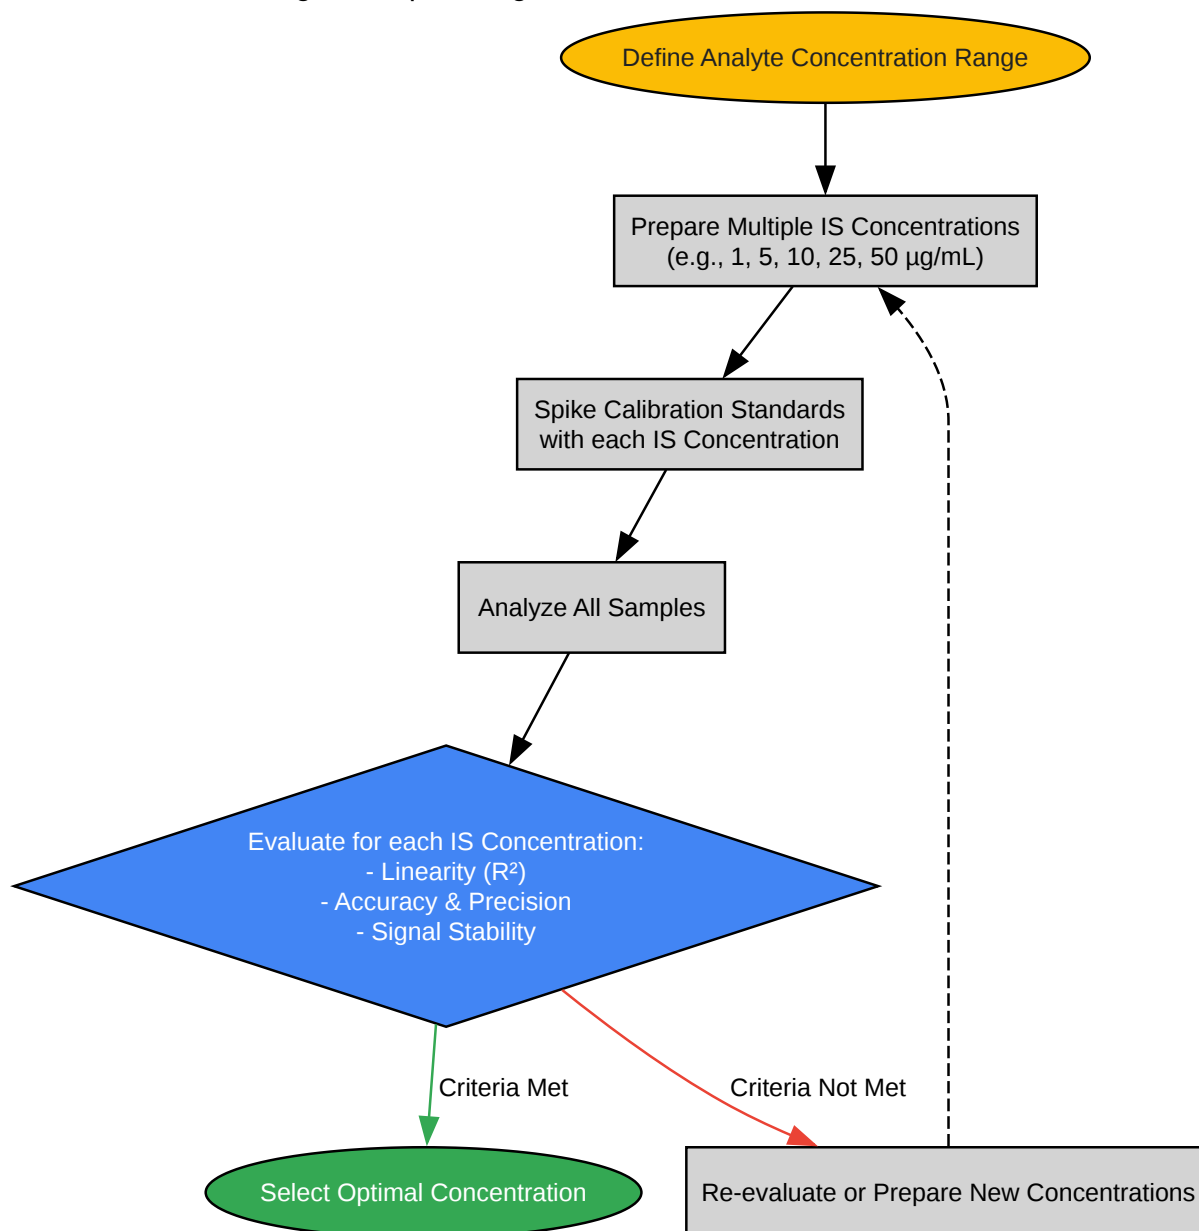 Define Analyte Concentration Range
Prepare Multiple IS Concentrations
(e.g., 1, 5, 10, 25, 50 µg/mL)
Spike Calibration Standards
with each IS Concentration
Analyze All Samples
Evaluate for each IS Concentration:
- Linearity (R²)
- Accuracy & Precision
- Signal Stability
Criteria Met
Criteria Not Met
Select Optimal Concentration
Re-evaluate or Prepare New Concentrations